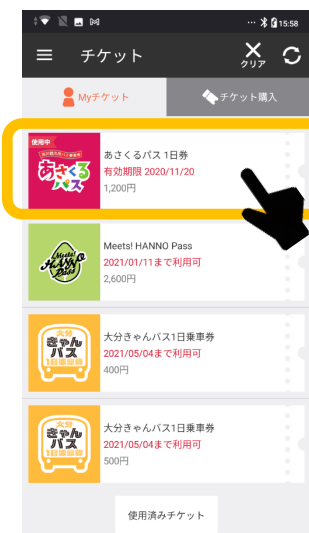 15:58
チケット
クリア
Myチケット
チケット購入
使用中
あさくる
パス
あさくるパス 1日券
有効期限 2020/11/20
1,200円
Meets!
HANNO
Pass
Meets! HANNO Pass
2021/01/11まで利用可
2,600円
大分
きゃん
バス
1日乗車券
大分きゃんバス1日乗車券
2021/05/04まで利用可
400円
大分
きゃん
バス
1日乗車券
大分きゃんバス1日乗車券
2021/05/04まで利用可
500円
使用済みチケット